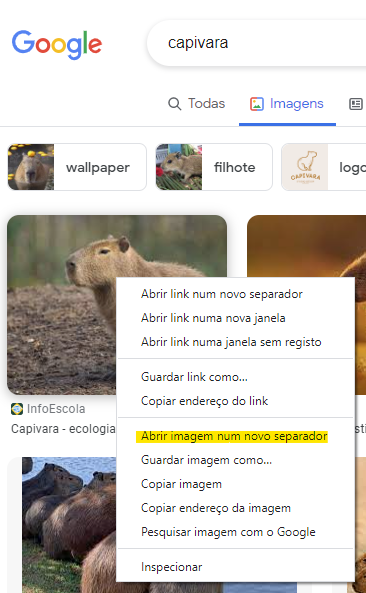 Google
capivara
Todas
Imagens
wallpaper
filhote
CAPIVARA
logo
Abrir link num novo separador
Abrir link numa nova janela
Abrir link numa janela sem registo
Guardar link como...
Copiar endereço do link
Abrir imagem num novo separador
Guardar imagem como...
Copiar imagem
Copiar endereço da imagem
Pesquisar imagem com o Google
Inspecionar
InfoEscola
Capivara - ecologia